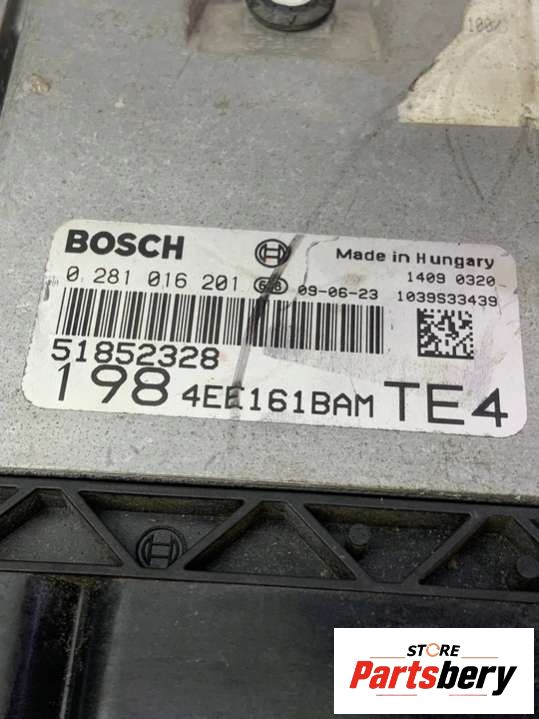 100/
BOSCH Made in Hungary
0 281 016 201 09-06-23 1409 0320
1039S33439
51852328
198 4EE161BAM TE4
STORE
Partsbery